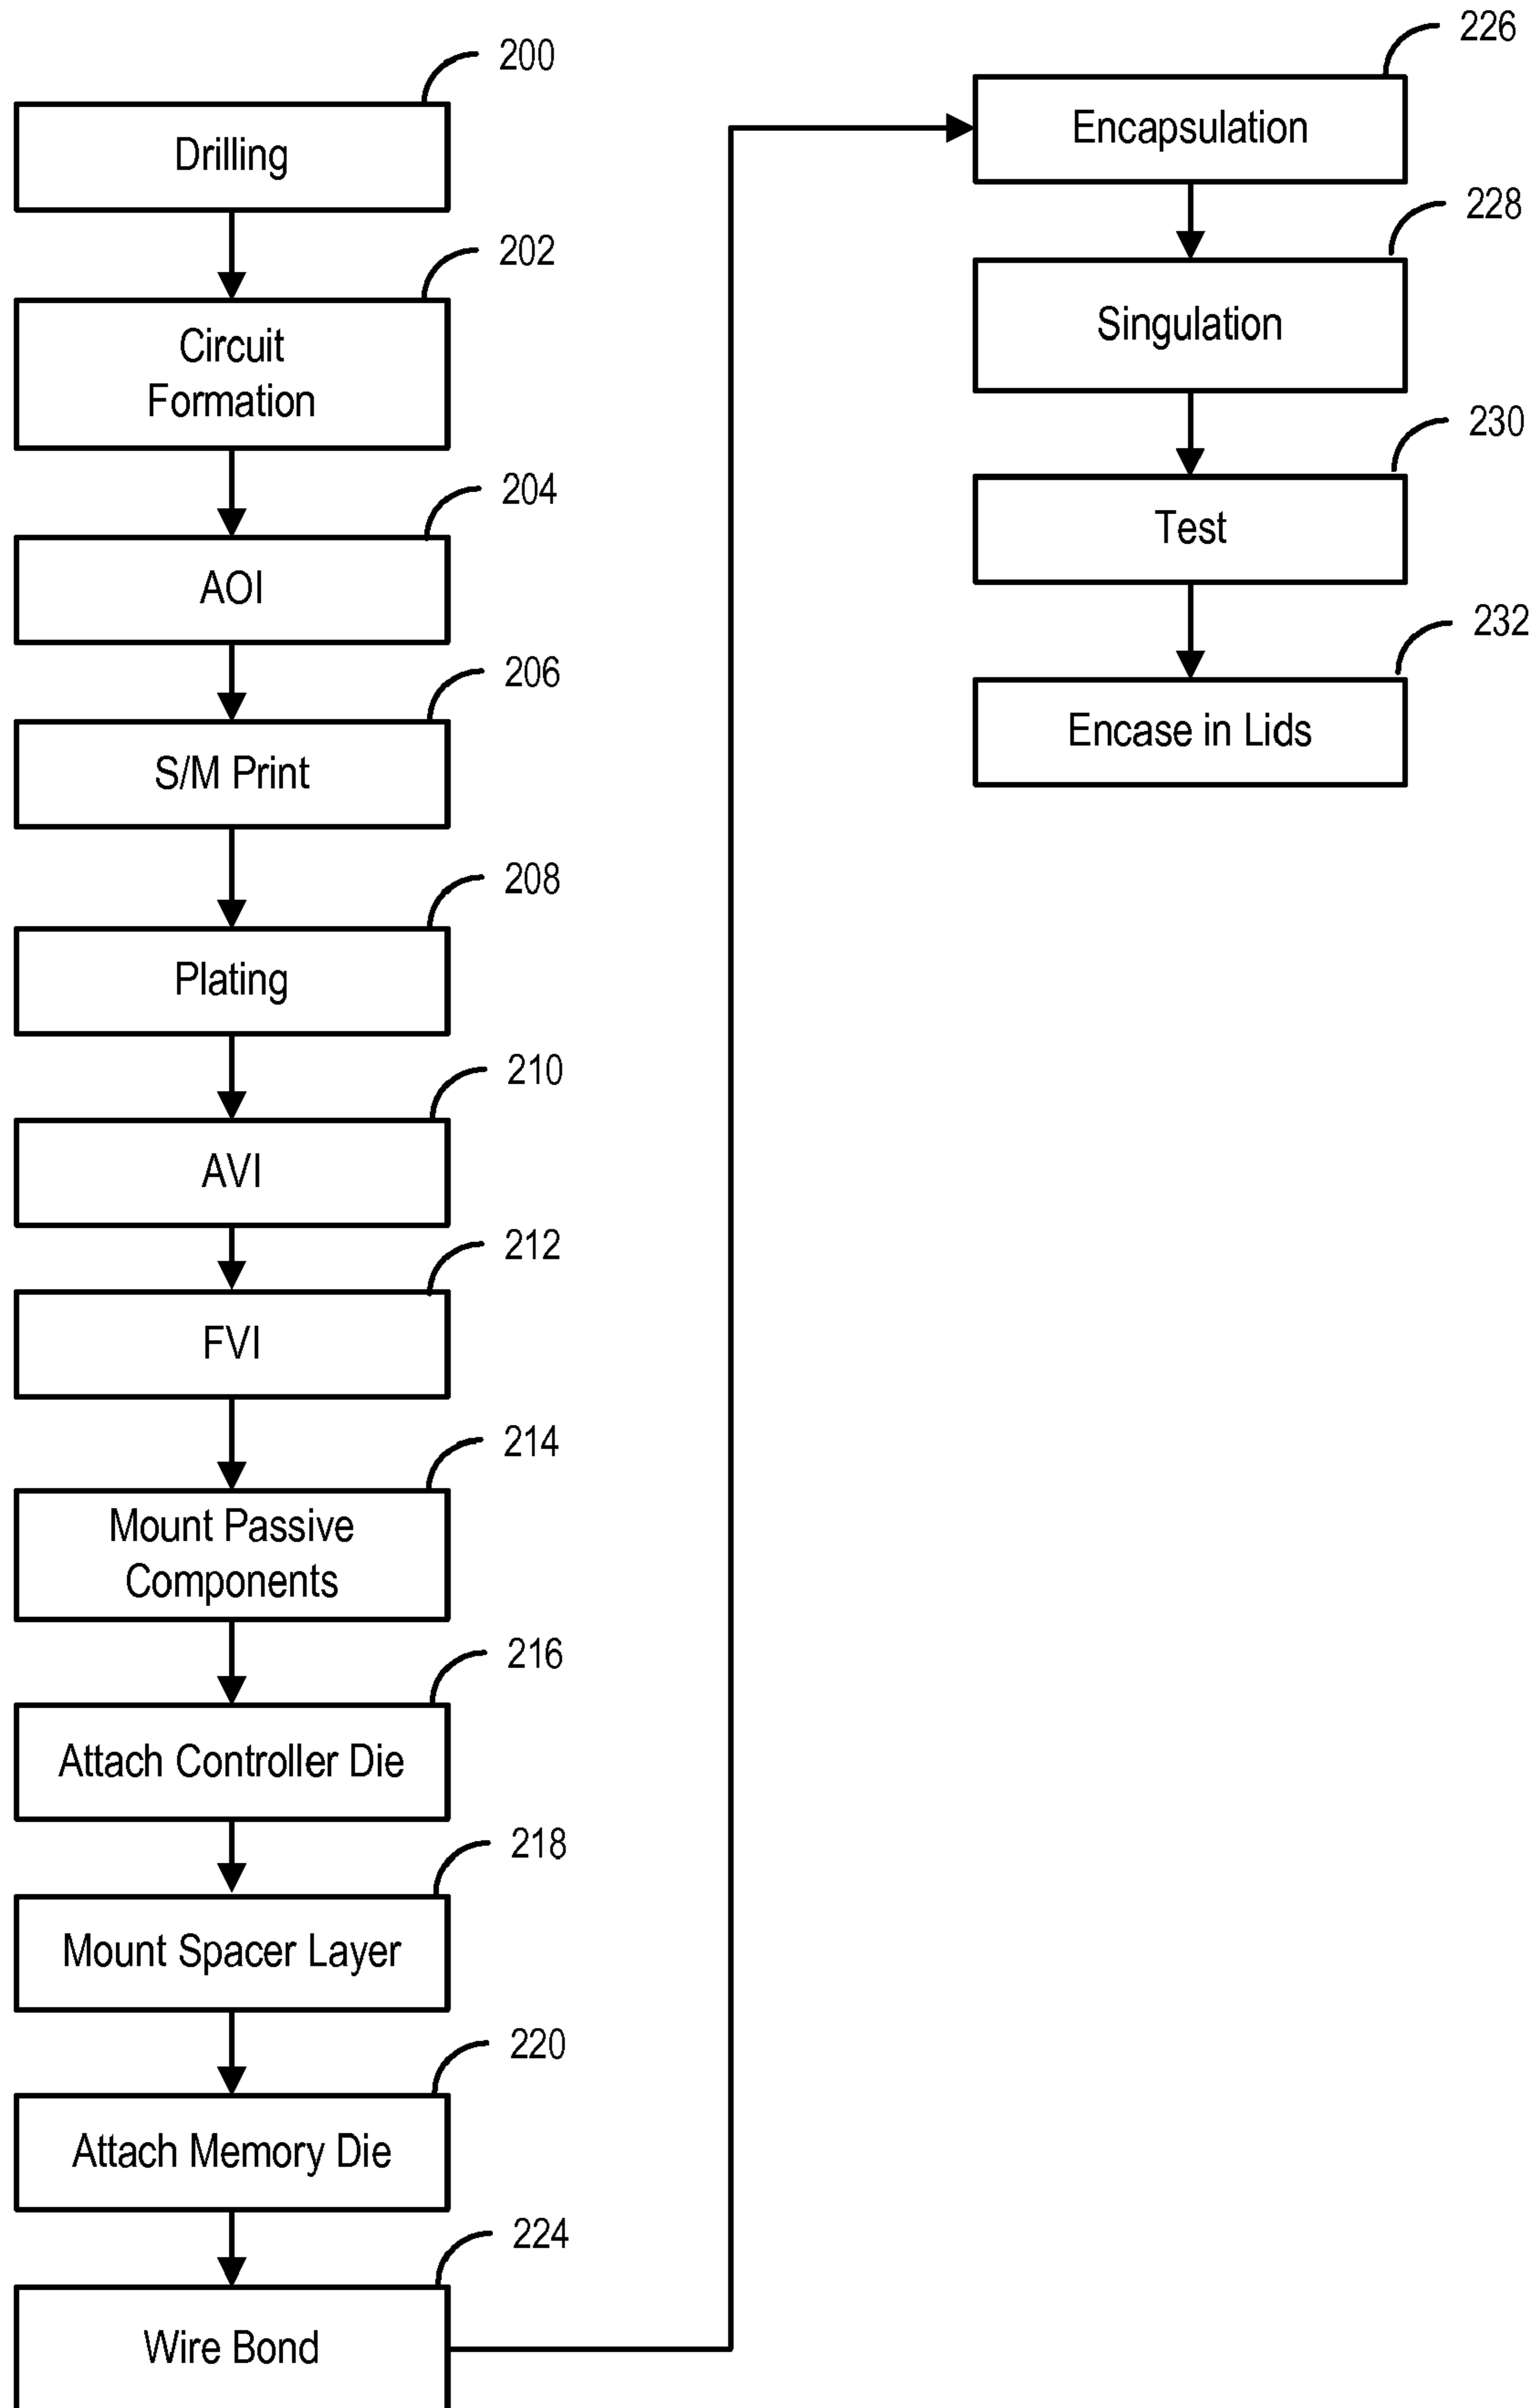 200
Drilling
202
Circuit
Formation
204
AOI
206
S/M Print
208
Plating
210
AVI
212
FVI
214
Mount Passive
Components
216
Attach Controller Die
218
Mount Spacer Layer
220
Attach Memory Die
224
Wire Bond
226
Encapsulation
228
Singulation
230
Test
232
Encase in Lids